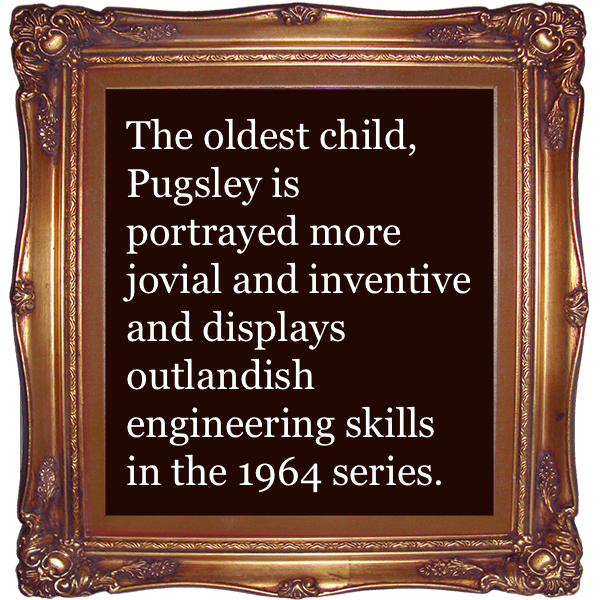 The oldest child,
Pugsley is
portrayed more
jovial and inventive
and displays
outlandish
engineering skills
in the 1964 series.